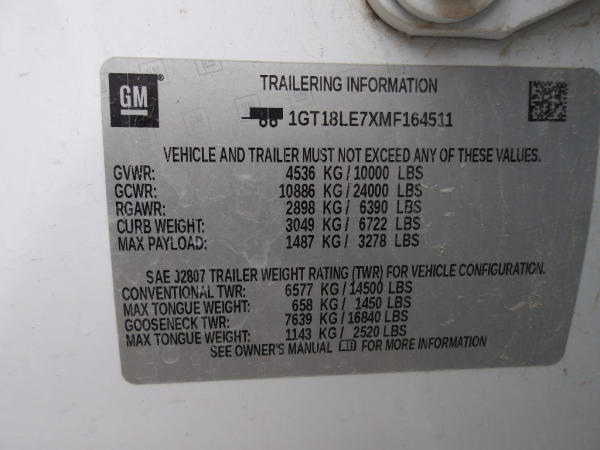 GM
TRAILERING INFORMATION
1GT18LE7XMF164511
VEHICLE AND TRAILER MUST NOT EXCEED ANY OF THESE VALUES.
GVWR: 4536 KG/ 10000 LBS
GCWR: 10886 KG/ 24000 LBS
RGAWR: 2898 KG/ 6390 LBS
CURB WEIGHT: 3049 KG/ 6722 LBS
MAX PAYLOAD: 1487 KG/ 3278 LBS
SAE J2807 TRAILER WEIGHT RATING (TWR) FOR VEHICLE CONFIGURATION.
CONVENTIONAL TWR: 6577 KG/ 14500 LBS
MAX TONGUE WEIGHT: 658 KG/ 1450 LBS
GOOSENECK TWR: 7639 KG/ 16840 LBS
MAX TONGUE WEIGHT: 1143 KG/ 2520 LBS
SEE OWNER'S MANUAL FOR MORE INFORMATION